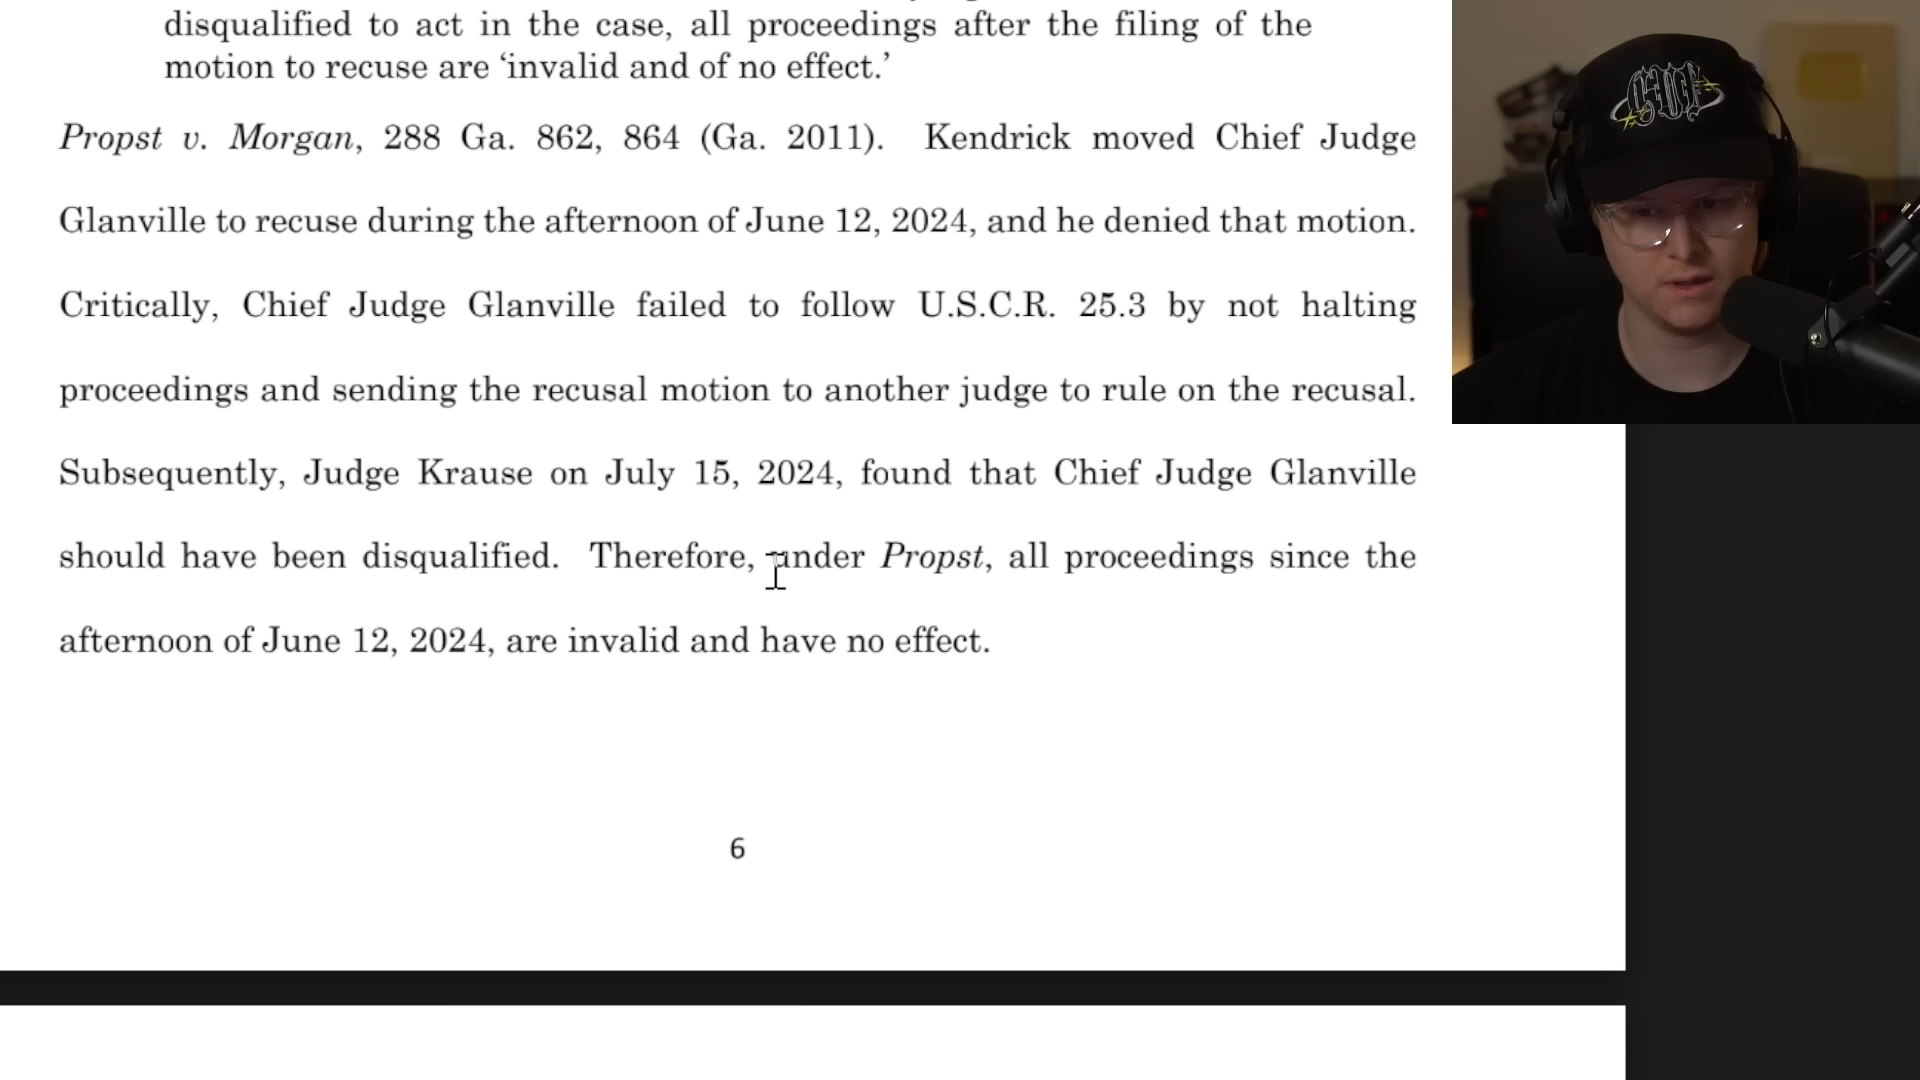 disqualified to act in the case, all proceedings after the filing of the
motion to recuse are ‘invalid and of no effect.’
Propst v. Morgan, 288 Ga. 862, 864 (Ga. 2011). Kendrick moved Chief Judge
Glanville to recuse during the afternoon of June 12, 2024, and he denied that motion.
Critically, Chief Judge Glanville failed to follow U.S.C.R. 25.3 by not halting
proceedings and sending the recusal motion to another judge to rule on the recusal.
Subsequently, Judge Krause on July 15, 2024, found that Chief Judge Glanville
should have been disqualified. Therefore, under Propst, all proceedings since the
afternoon of June 12, 2024, are invalid and have no effect.
6